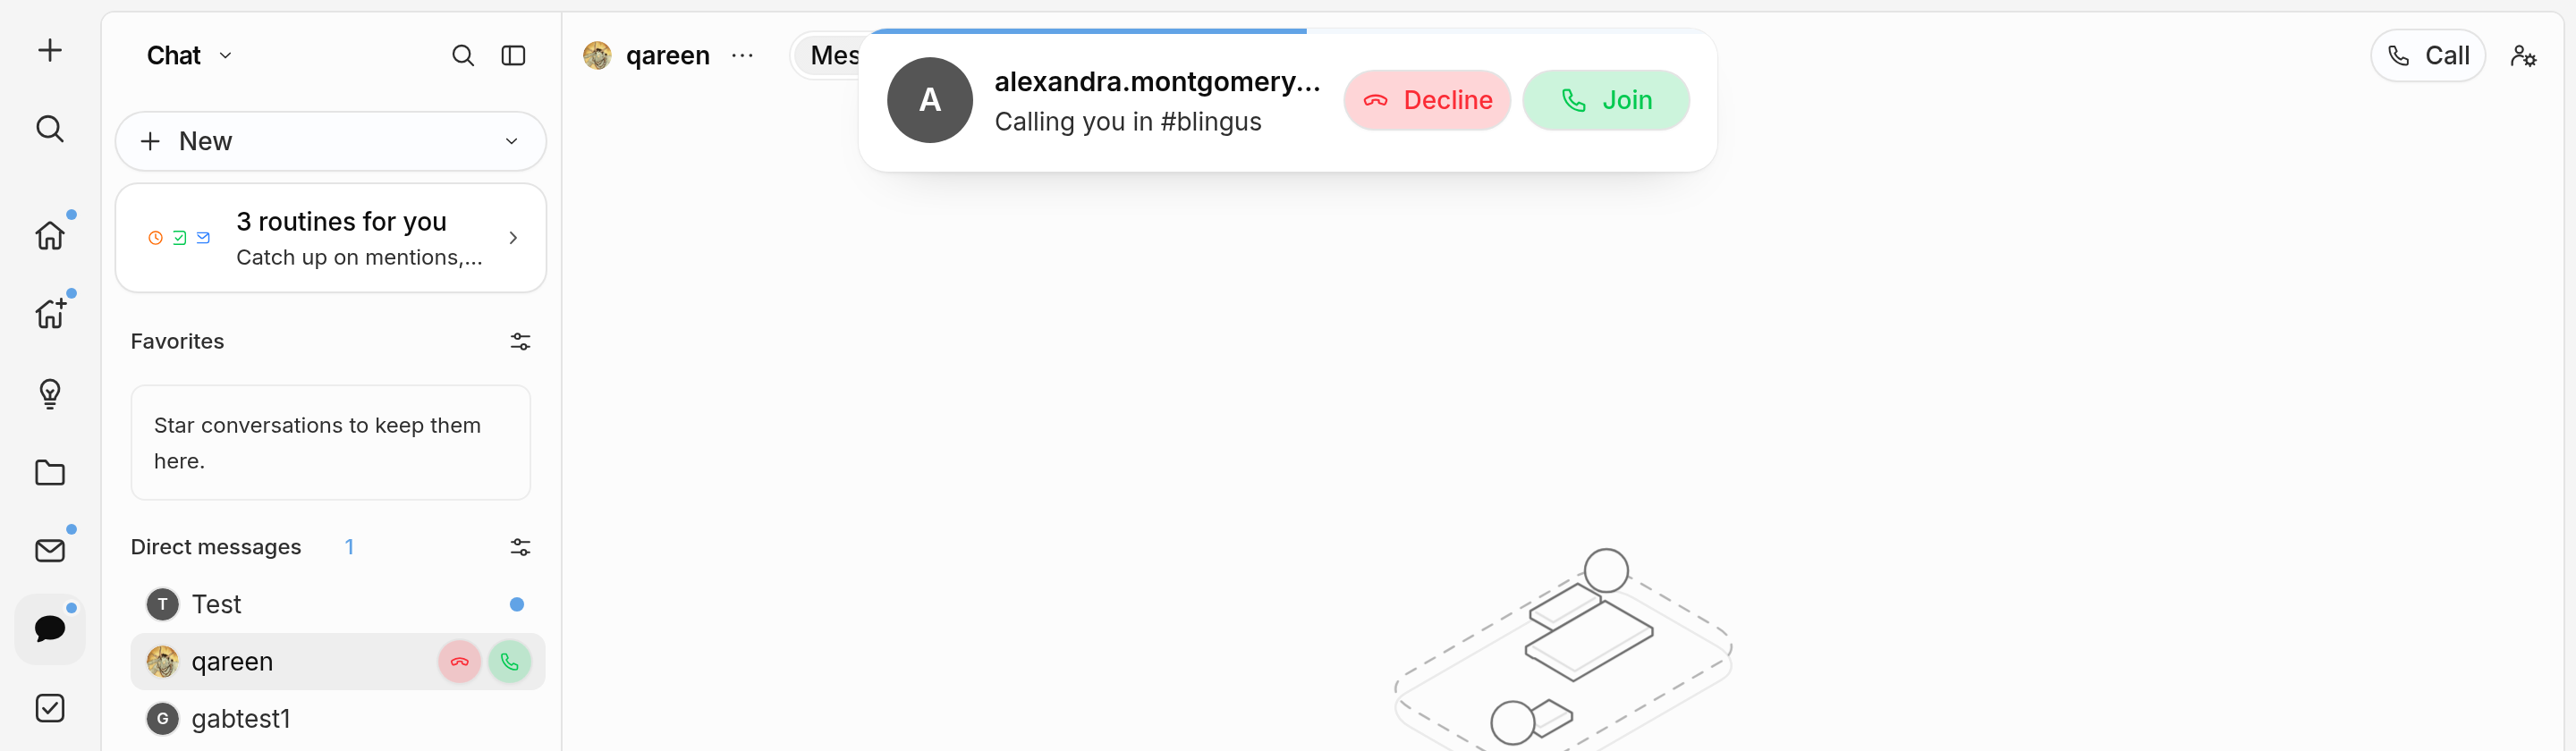 Chat
New
3 routines for you
Catch up on mentions,...
Favorites
Star conversations to keep them
here.
Direct messages 1
T Test
qareen
G gabtest1
qareen
Mes
A
alexandra.montgomery...
Calling you in #blingus
Decline
Join
Call